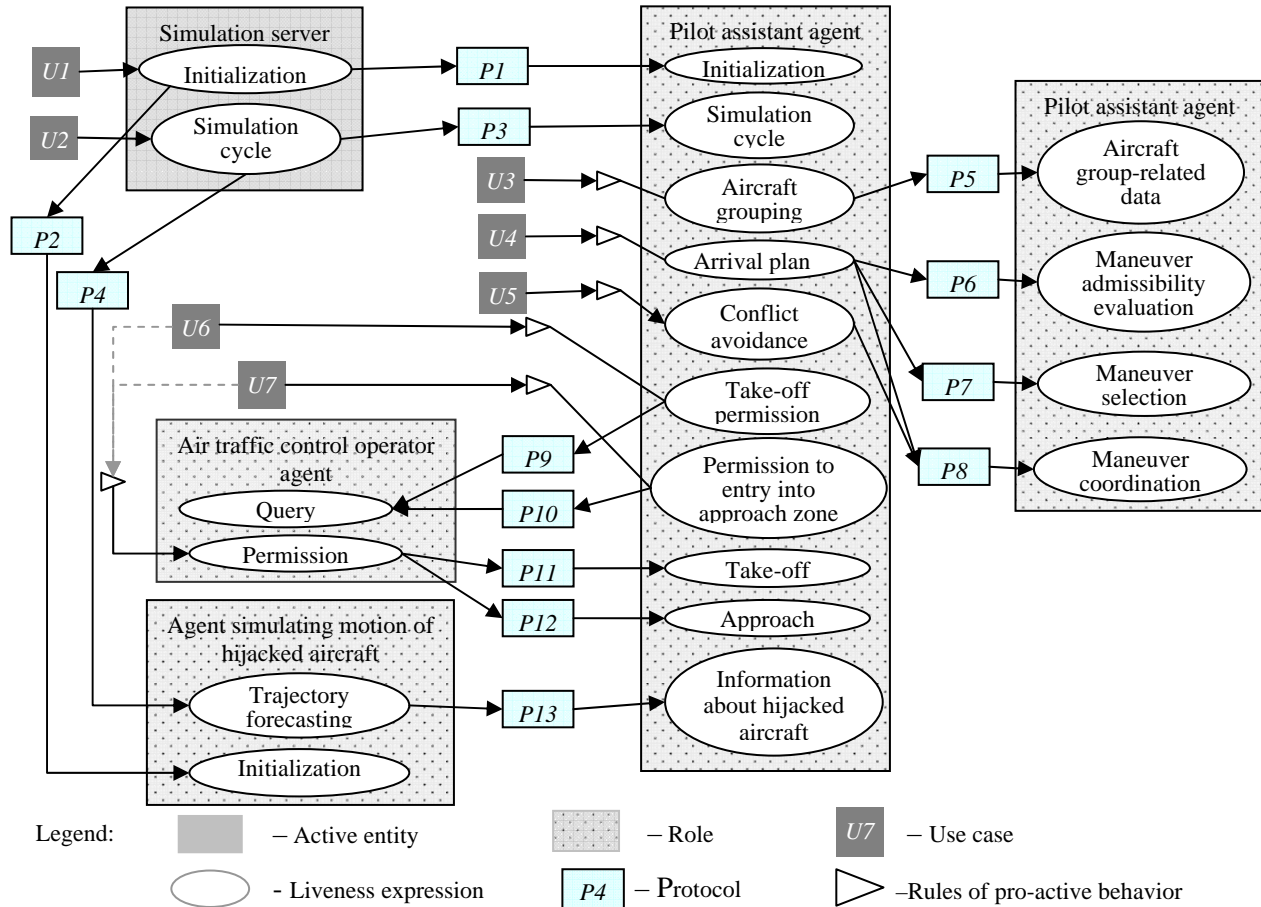 Simulation server
U1
Initialization
U2
Simulation
cycle
P1
P3
P2
P4
Pilot assistant agent
Initialization
Simulation
cycle
U3
Aircraft
grouping
U4
Arrival plan
U5
Conflict
avoidance
U6
U7
Take-off
permission
Permission to
entry into
approach zone
Take-off
Approach
Information
about hijacked
aircraft
P5
P6
P7
P8
Pilot assistant agent
Aircraft
group-related
data
Maneuver
admissibility
evaluation
Maneuver
selection
Maneuver
coordination
Air traffic control operator
agent
Query
Permission
P9
P10
P11
P12
Agent simulating motion of
hijacked aircraft
Trajectory
forecasting
Initialization
P13
Legend:
– Active entity
– Role
U7 – Use case
- Liveness expression
P4 – Protocol
–Rules of pro-active behavior